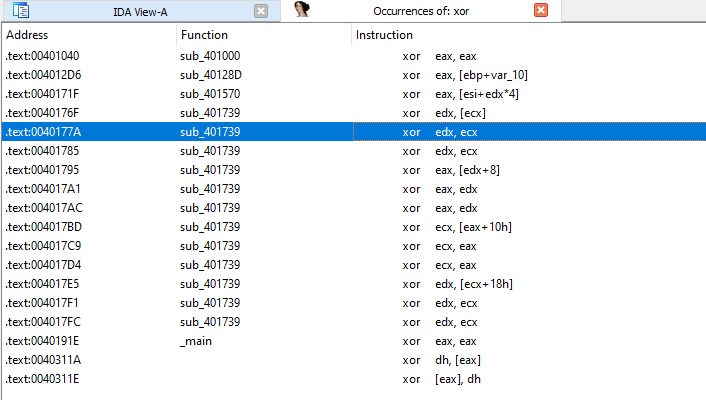 IDA View-A Occurrences of: xor
Address Function Instruction
.text:00401040 sub_401000 xor eax, eax
.text:004012D6 sub_40128D xor eax, [ebp+var_10]
.text:0040171F sub_401570 xor eax, [esi+edx*4]
.text:0040176F sub_401739 xor edx, [ecx]
.text:0040177A sub_401739 xor edx, ecx
.text:00401785 sub_401739 xor edx, ecx
.text:00401795 sub_401739 xor eax, [edx+8]
.text:004017A1 sub_401739 xor eax, edx
.text:004017AC sub_401739 xor eax, edx
.text:004017BD sub_401739 xor ecx, [eax+10h]
.text:004017C9 sub_401739 xor ecx, eax
.text:004017D4 sub_401739 xor ecx, eax
.text:004017E5 sub_401739 xor edx, [ecx+18h]
.text:004017F1 sub_401739 xor edx, ecx
.text:004017FC sub_401739 xor edx, ecx
.text:0040191E _main xor eax, eax
.text:0040311A xor dh, [eax]
.text:0040311E xor [eax], dh